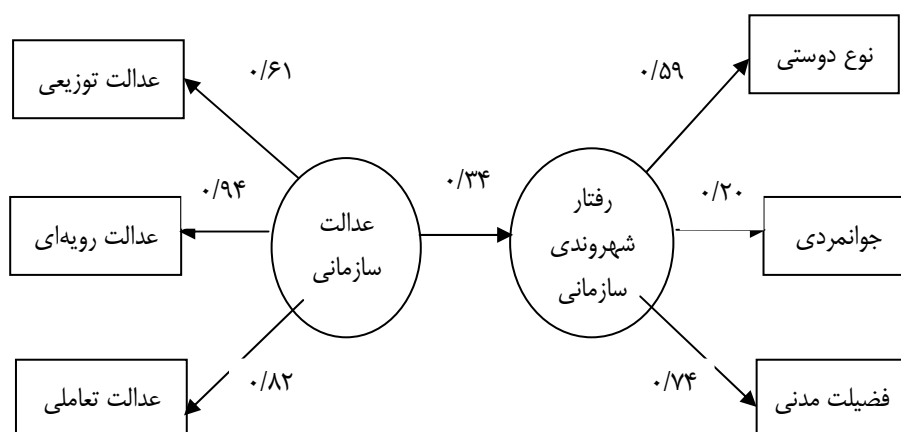 نوع دوستی
۰/۵۹
۰/۶۱
عدالت توزیعی
۰/۲۰
۰/۳۴
۰/۹۴
جوانمردی
رفتار
شهروندی
سازمانی
عدالت
سازمانی
عدالت رویه‌ای
فضیلت مدنی
۰/۷۴
۰/۸۲
عدالت تعاملی